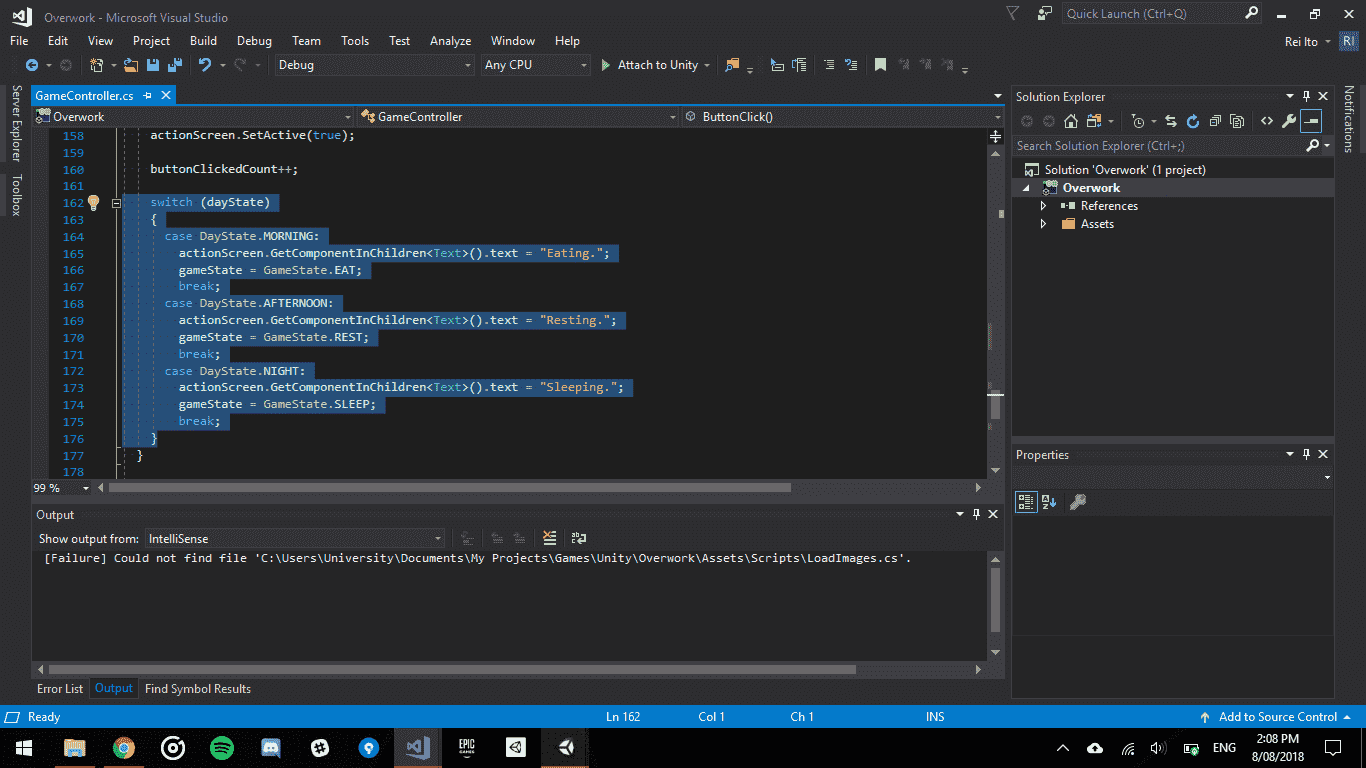 Overwork - Microsoft Visual Studio
Quick Launch (Ctrl+Q)
File Edit View Project Build Debug Team Tools Test Analyze Window Help
Rei Ito
RI
Debug
Any CPU
Attach to Unity
Server Explorer
Toolbox
GameController.cs
Overwork
GameController
ButtonClick()
158 actionScreen.SetActive(true);
159
160 buttonClickedCount++;
161
162 switch (dayState)
163 {
164 case DayState.MORNING:
165 actionScreen.GetComponentInChildren<Text>().text = "Eating.";
166 gameState = GameState.EAT;
167 break;
168 case DayState.AFTERNOON:
169 actionScreen.GetComponentInChildren<Text>().text = "Resting.";
170 gameState = GameState.REST;
171 break;
172 case DayState.NIGHT:
173 actionScreen.GetComponentInChildren<Text>().text = "Sleeping.";
174 gameState = GameState.SLEEP;
175 break;
176 }
177 }
178
99 %
Output
Show output from: IntelliSense
[Failure] Could not find file 'C:\Users\University\Documents\My Projects\Games\Unity\Overwork\Assets\Scripts\LoadImages.cs'.
Error List Output Find Symbol Results
Solution Explorer
Search Solution Explorer (Ctrl+;)
Solution 'Overwork' (1 project)
Overwork
References
Assets
Properties
Notifications
Ready
Ln 162
Col 1
Ch 1
INS
Add to Source Control
EPIC
GAMES
ENG
2:08 PM
8/08/2018